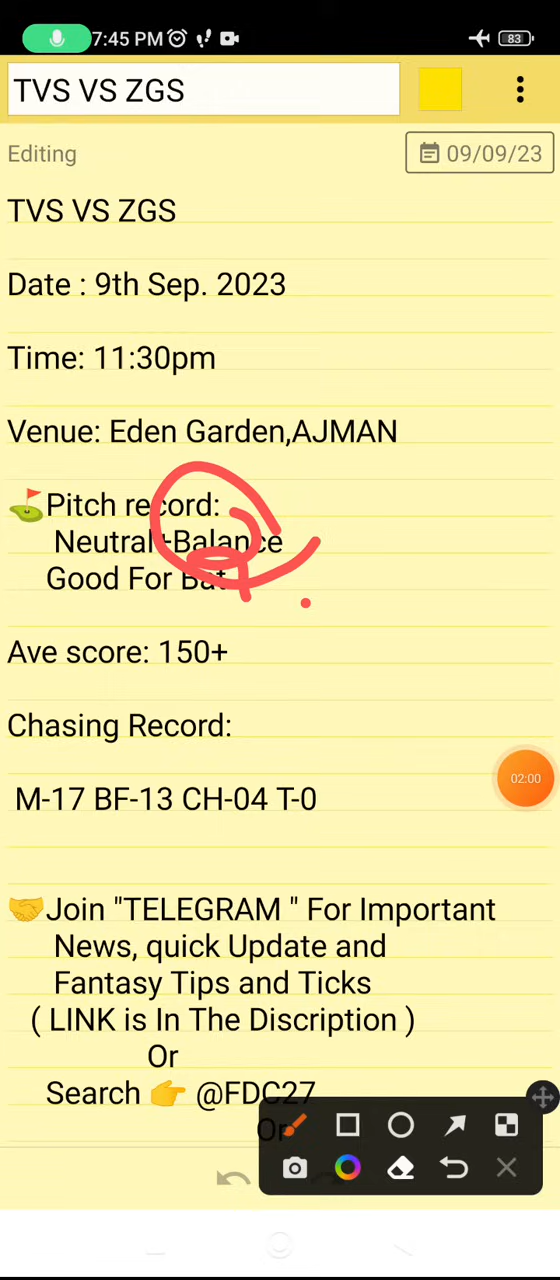 7:45 PM
83
TVS VS ZGS
Editing
09/09/23
TVS VS ZGS
Date : 9th Sep. 2023
Time: 11:30pm
Venue: Eden Garden,AJMAN
Pitch record:
Neutral+Balance
Good For Bat
Ave score: 150+
Chasing Record:
02:00
M-17 BF-13 CH-04 T-0
Join "TELEGRAM " For Important
News, quick Update and
Fantasy Tips and Ticks
( LINK is In The Discription )
Or
Search 👉 @FDC27
Or